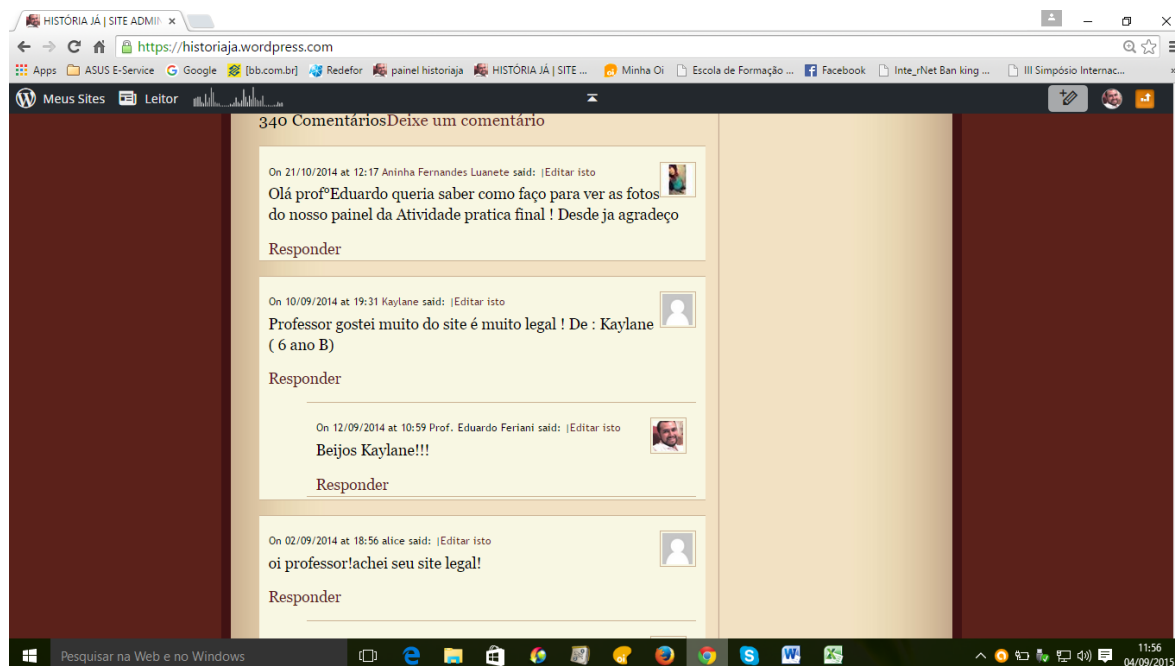 HISTÓRIA JÁ | SITE ADMIN
https://historiaja.wordpress.com
Apps ASUS E-Service Google [bb.com.br] Redefor painel historiaja HISTÓRIA JÁ | SITE ... Minha Oi Escola de Formação ... Facebook Inte_rNet Ban king ... III Simpósio Internac...
Meus Sites Leitor
340 ComentáriosDeixe um comentário
On 21/10/2014 at 12:17 Aninha Fernandes Luanete said: |Editar isto
Olá profºEduardo queria saber como faço para ver as fotos
do nosso painel da Atividade pratica final ! Desde ja agradeço
Responder
On 10/09/2014 at 19:31 Kaylane said: |Editar isto
Professor gostei muito do site é muito legal ! De : Kaylane
( 6 ano B)
Responder
On 12/09/2014 at 10:59 Prof. Eduardo Feriani said: |Editar isto
Beijos Kaylane!!!
Responder
On 02/09/2014 at 18:56 alice said: |Editar isto
oi professor!achei seu site legal!
Responder
Pesquisar na Web e no Windows
11:56
04/09/2015